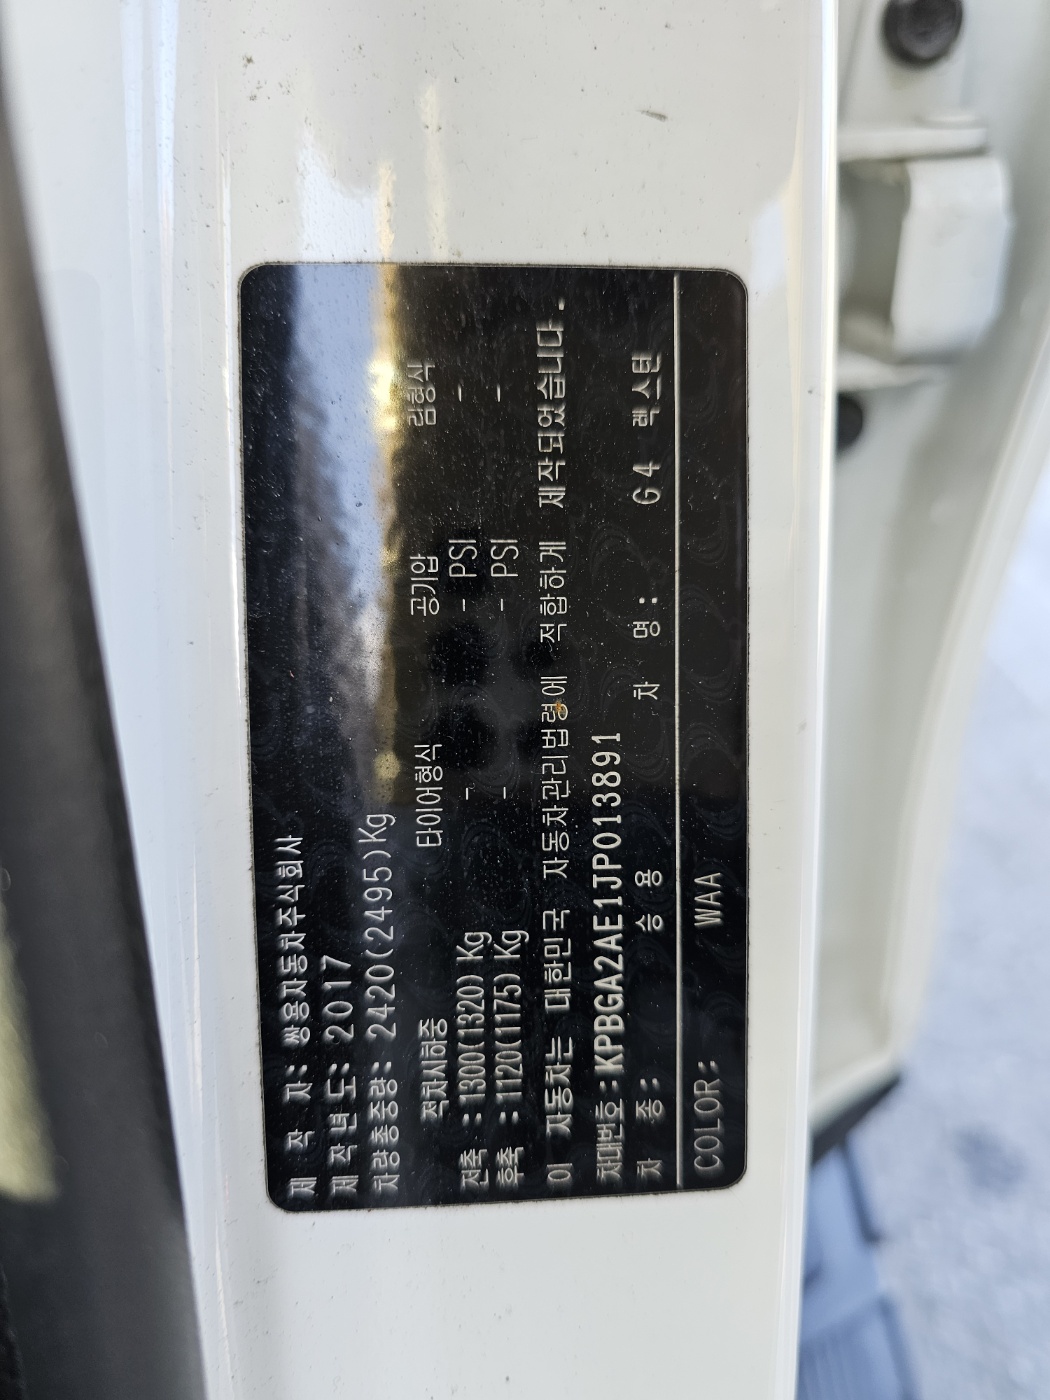 제 작 자: 쌍용자동차주식회사
제 작 년 도: 2017
차량총중량: 2420(2495)Kg
적차시하중 타이어형식 공기압 림형식
전축 : 1300(1320) Kg - - PSI -
후축 : 1120(1175) Kg - - PSI -
이 자동차는 대한민국 자동차관리법령에 적합하게 제작되었습니다.
차대번호: KPBGA2AE1JP013891
차 종: 승 용 차 명: G4 렉스턴
COLOR: WAA